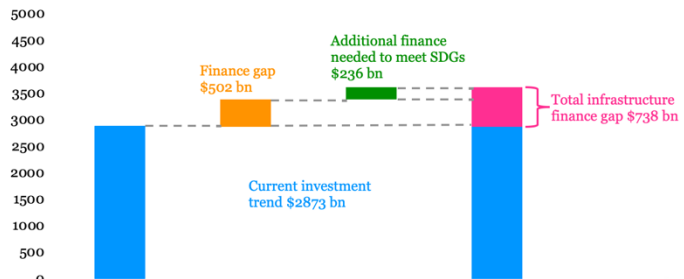 5000
4500
4000
3500
3000
2500
2000
1500
1000
500
0
Additional finance
needed to meet SDGs
$236 bn
Finance gap
$502 bn
Total infrastructure
finance gap $738 bn
Current investment
trend $2873 bn